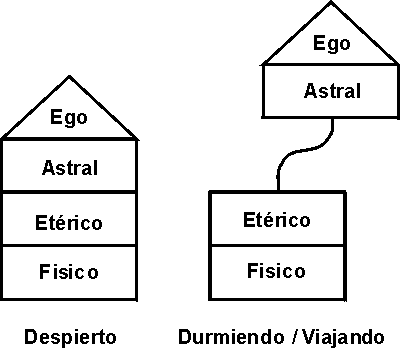 Ego
Astral
Etérico
Fisico
Despierto
Ego
Astral
Etérico
Fisico
Durmiendo / Viajando